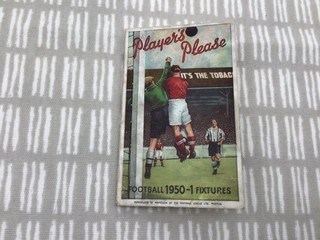 Player's
Please
IT'S THE TOBAC
FOOTBALL 1950-1 FIXTURES